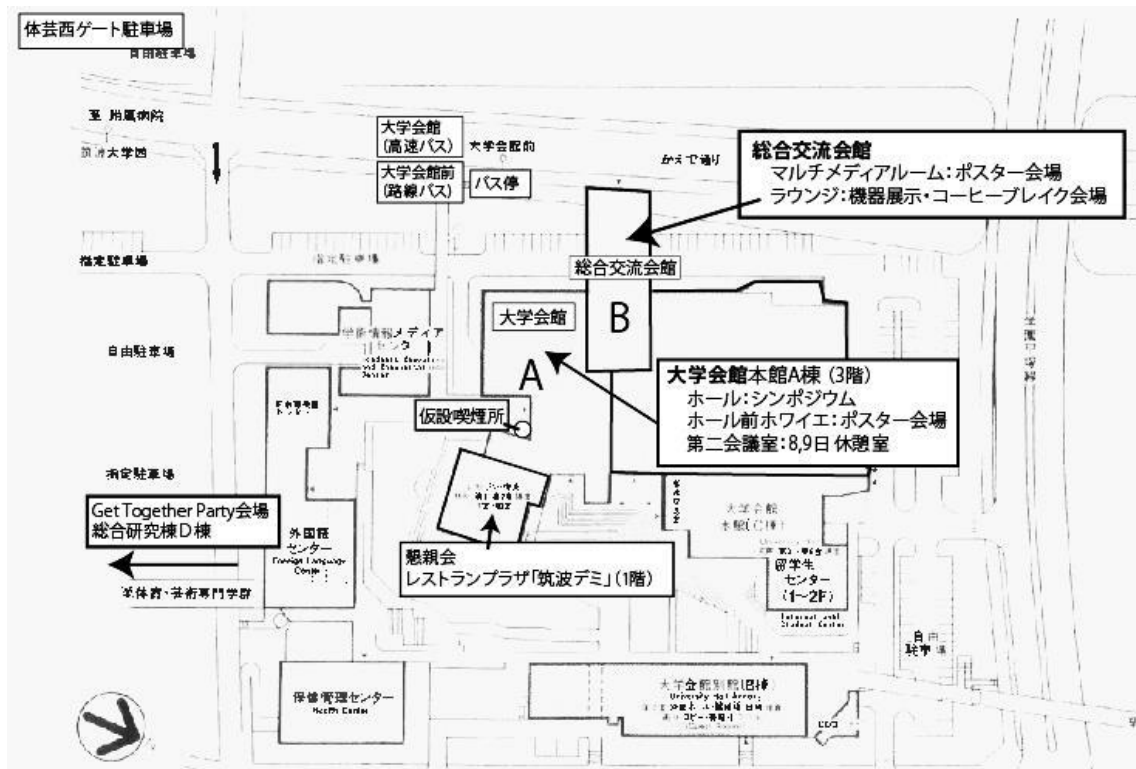 体芸西ゲート駐車場
自由駐車場
至 附属病院
筑波大学西
大学会館
(高速バス)
大学会館前
大学会館前
(路線バス)
バス停
かえで通り
総合交流会館
マルチメディアルーム:ポスター会場
ラウンジ:機器展示・コーヒーブレイク会場
指定駐車場
指定駐車場
総合交流会館
大学会館
B
A
学術情報メディア
センター
自由駐車場
大学会館本館A棟 (3階)
ホール:シンポジウム
ホール前ホワイエ:ポスター会場
第二会議室:8,9日 休憩室
仮設喫煙所
指定駐車場
Get Together Party会場
総合研究棟D棟
外国語
センター
Foreign Language
Center
大学会館
本館(C棟)
懇親会
レストランプラザ「筑波デミ」(1階)
留学生
センター
(1~2F)
International
Student Center
至体育・芸術専門学群
自由
駐車場
保健管理センター
Health Center
大学会館別館(B棟)
University Hall Annex